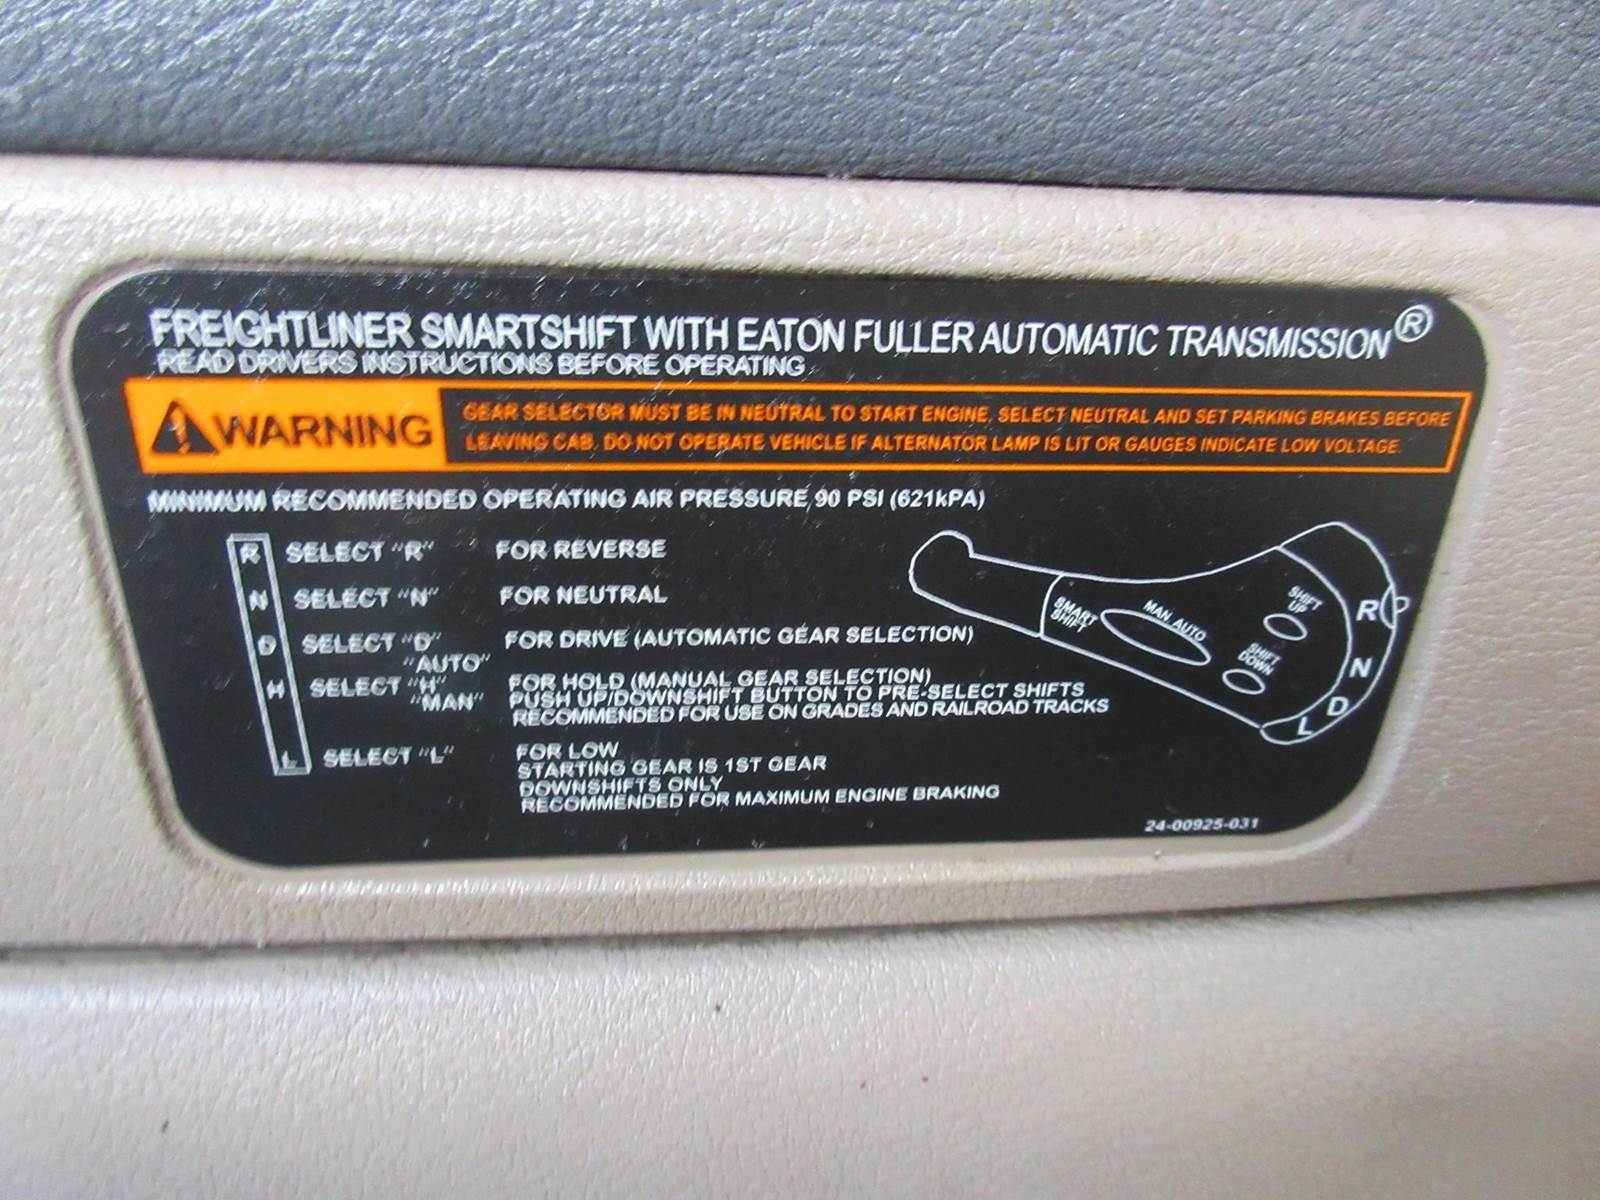 FREIGHTLINER SMARTSHIFT WITH EATON FULLER AUTOMATIC TRANSMISSION®
READ DRIVERS INSTRUCTIONS BEFORE OPERATING
WARNING
GEAR SELECTOR MUST BE IN NEUTRAL TO START ENGINE. SELECT NEUTRAL AND SET PARKING BRAKES BEFORE
LEAVING CAB. DO NOT OPERATE VEHICLE IF ALTERNATOR LAMP IS LIT OR GAUGES INDICATE LOW VOLTAGE.
MINIMUM RECOMMENDED OPERATING AIR PRESSURE 90 PSI (621kPA)
R SELECT "R" FOR REVERSE
N SELECT "N" FOR NEUTRAL
D SELECT "D" FOR DRIVE (AUTOMATIC GEAR SELECTION)
"AUTO"
H SELECT "H" FOR HOLD (MANUAL GEAR SELECTION)
"MAN" PUSH UP/DOWNSHIFT BUTTON TO PRE-SELECT SHIFTS
RECOMMENDED FOR USE ON GRADES AND RAILROAD TRACKS
L SELECT "L" FOR LOW
STARTING GEAR IS 1ST GEAR
DOWNSHIFTS ONLY
RECOMMENDED FOR MAXIMUM ENGINE BRAKING
SMART
SHIFT
MAN AUTO
SHIFT
UP
SHIFT
DOWN
R
N
D
L
24-00925-031